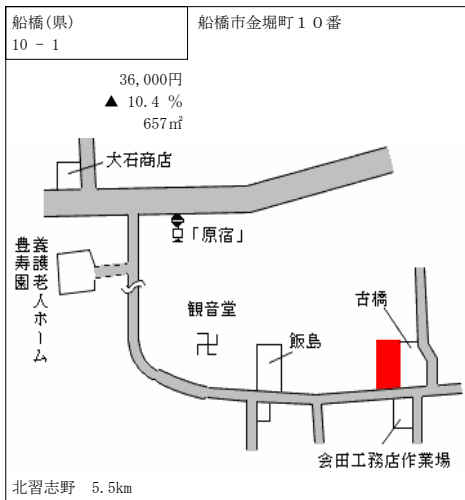 船橋(県)
10 - 1
船橋市金堀町１０番
36,000円
▲ 10.4 %
657㎡
大石商店
「原宿」
養護老人ホーム
豊寿園
観音堂
卍
飯島
古橋
会田工務店作業場
北習志野 5.5km